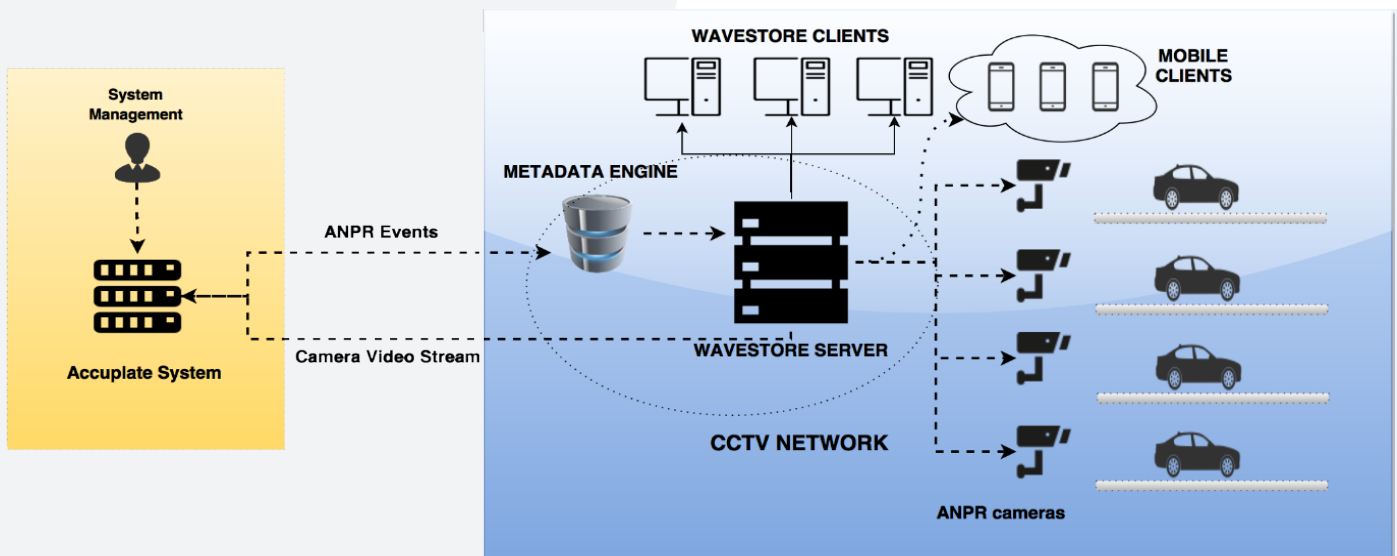 WAVESTORE CLIENTS
MOBILE
CLIENTS
System
Management
METADATA ENGINE
ANPR Events
Camera Video Stream
WAVESTORE SERVER
Accuplate System
CCTV NETWORK
ANPR cameras